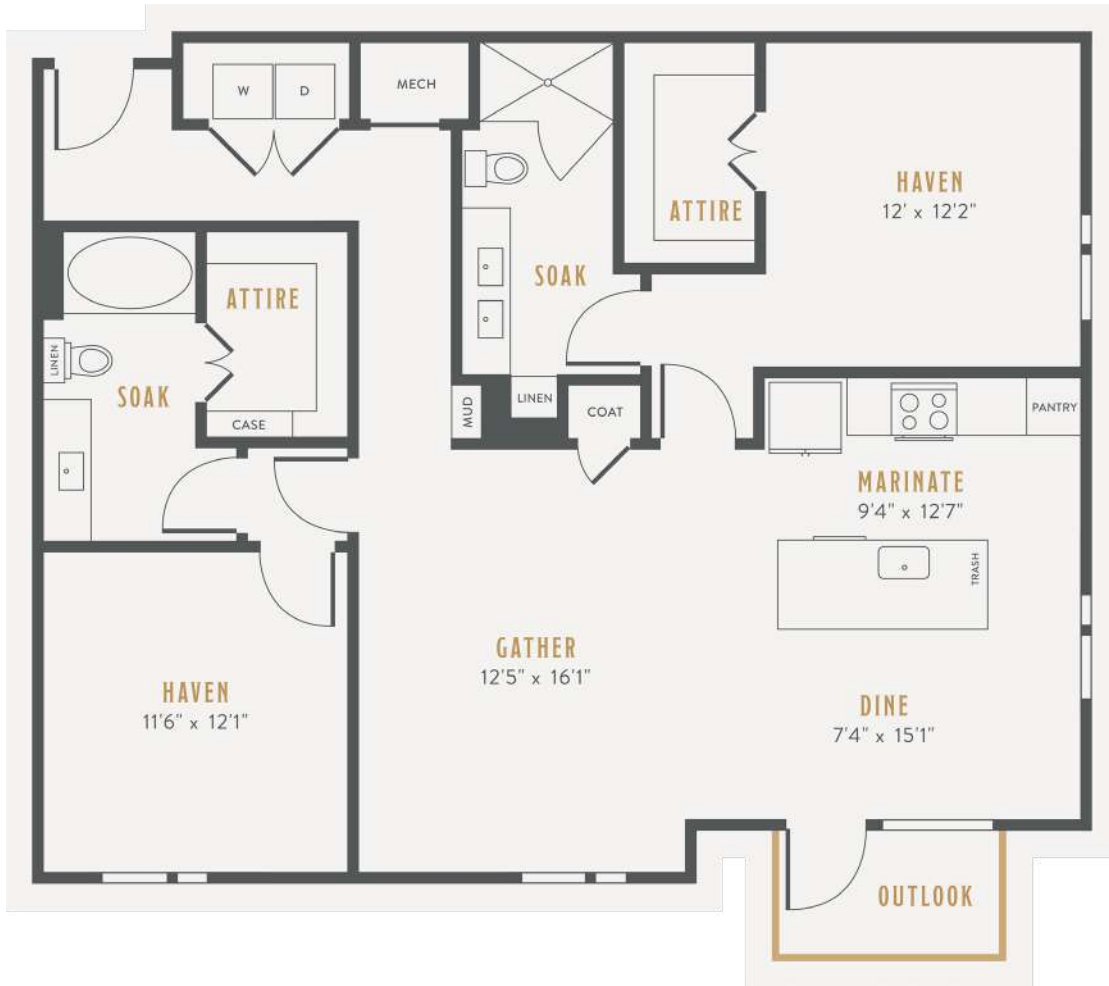 W
D
MECH
HAVEN
12' x 12'2"
ATTIRE
SOAK
ATTIRE
LINEN
SOAK
CASE
MUD
LINEN
COAT
PANTRY
MARINATE
9'4" x 12'7"
TRASH
GATHER
12'5" x 16'1"
HAVEN
11'6" x 12'1"
DINE
7'4" x 15'1"
OUTLOOK